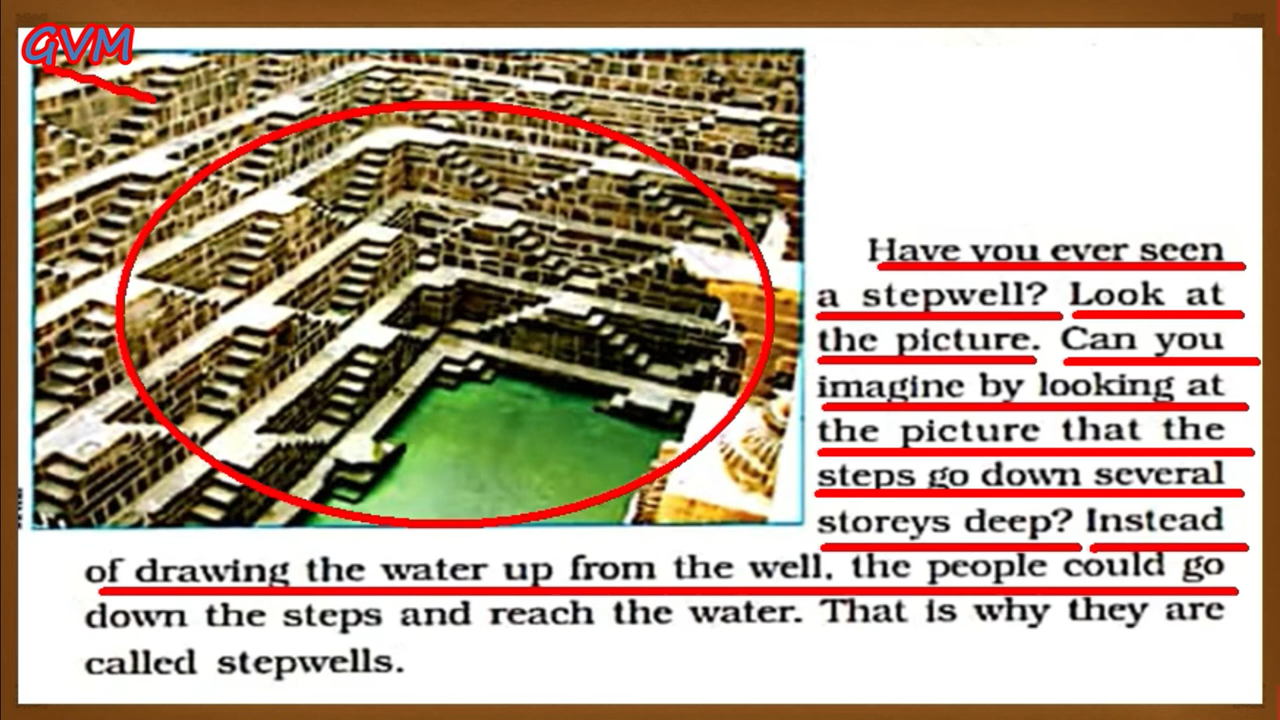 GVM
Have you ever seen
a stepwell? Look at
the picture. Can you
imagine by looking at
the picture that the
steps go down several
storeys deep? Instead
of drawing the water up from the well, the people could go
down the steps and reach the water. That is why they are
called stepwells.